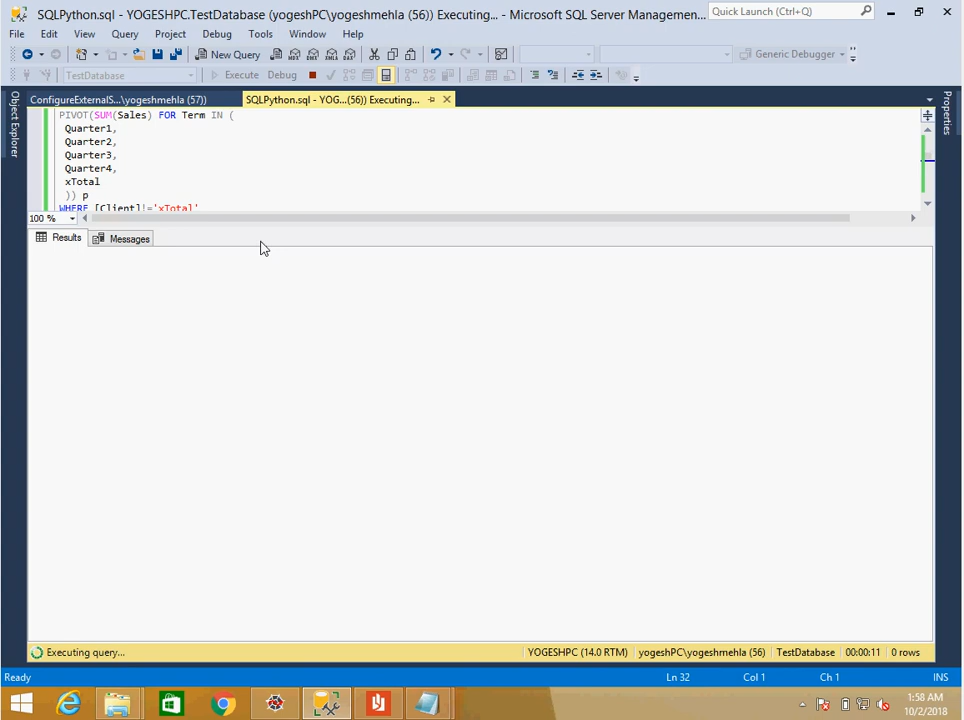 SQLPython.sql - YOGESHPC.TestDatabase (yogeshPC\yogeshmehla (56)) Executing... - Microsoft SQL Server Managemen...
Quick Launch (Ctrl+Q)
File Edit View Query Project Debug Tools Window Help
New Query
Generic Debugger
TestDatabase
Execute Debug
ConfigureExternalS...\yogeshmehla (57))
SQLPython.sql - YOG...(56)) Executing...
Object Explorer
Properties
PIVOT(SUM(Sales) FOR Term IN (
Quarter1,
Quarter2,
Quarter3,
Quarter4,
xTotal
)) p
WHERE [Client]!='xTotal'
100 %
Results
Messages
Executing query...
YOGESHPC (14.0 RTM)
yogeshPC\yogeshmehla (56)
TestDatabase
00:00:11
0 rows
Ready
Ln 32
Col 1
Ch 1
INS
1:58 AM
10/2/2018